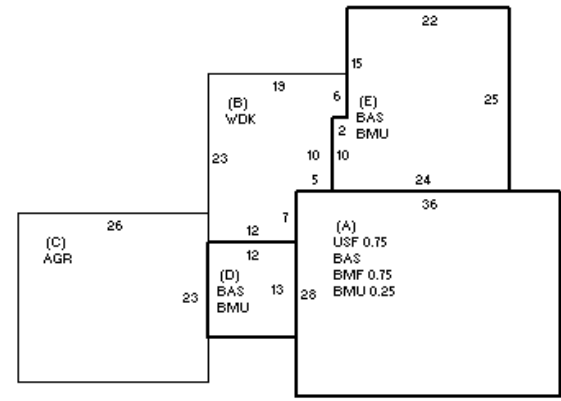 22
15
19
6
(B)
WDK
(E)
BAS
BMU
25
2
23
10
10
5
24
36
26
7
12
(C)
AGR
(A)
USF 0.75
BAS
BMF 0.75
BMU 0.25
12
(D)
BAS
BMU
13
23
28